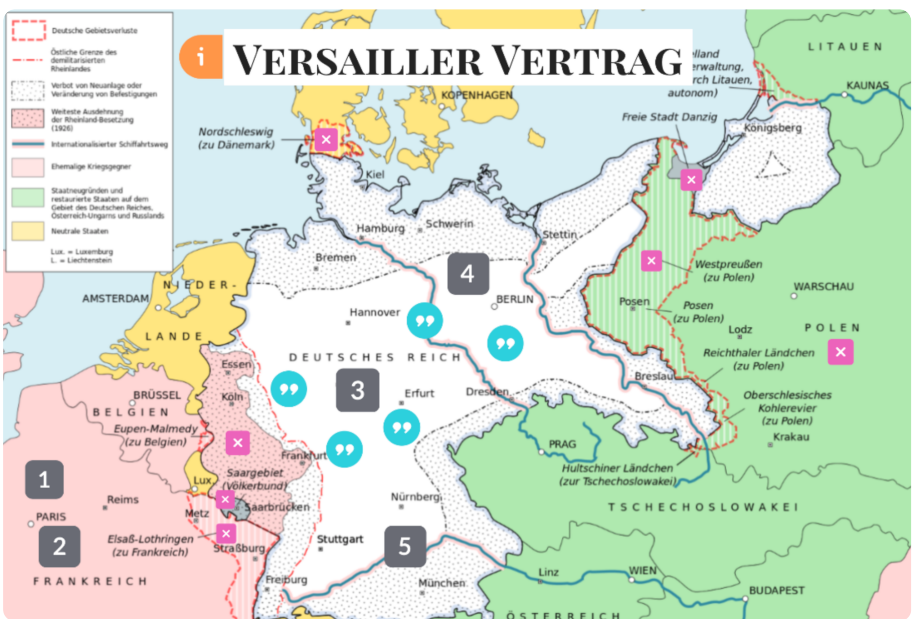 i
VERSAILLER VERTRAG
Deutsche Gebietsverluste
Östliche Grenze des
demilitarisierten
Rheinlandes
Verbot von Neuanlage oder
Veränderung von Befestigungen
Weiteste Ausdehnung
der Rheinland-Besetzung
(1926)
Internationalisierter Schiffahrtsweg
Ehemalige Kriegsgegner
Staatneugründen und
restaurierte Staaten auf dem
Gebiet des Deutschen Reiches,
Österreich-Ungarns und Russlands
Neutrale Staaten
Lux. = Luxemburg
L. = Liechtenstein
elland
erwaltung,
rch Litauen,
autonom)
LITAUEN
KAUNAS
KOPENHAGEN
Freie Stadt Danzig
Königsberg
Nordschleswig
(zu Dänemark)
Kiel
Hamburg
Schwerin
Stettin
Bremen
4
Westpreußen
(zu Polen)
NIEDER-
LANDE
AMSTERDAM
BERLIN
WARSCHAU
Hannover
Posen
Posen
(zu Polen)
Lodz
POLEN
DEUTSCHES REICH
Reichthaler Ländchen
(zu Polen)
Essen
Köln
3
Erfurt
Dresden
Breslau
BRÜSSEL
BELGIEN
Oberschlesisches
Kohlerevier
(zu Polen)
Eupen-Malmedy
(zu Belgien)
Krakau
PRAG
Frankfurt
Saargebiet
(Völkerbund)
Hultschiner Ländchen
(zur Tschechoslowakei)
1
Lux.
Reims
Metz
Saarbrücken
Nürnberg
TSCHECHOSLOWAKEI
PARIS
2
Elsaß-Lothringen
(zu Frankreich)
Straßburg
Stuttgart
5
FRANKREICH
Freiburg
München
Linz
WIEN
BUDAPEST
ÖSTERREICH